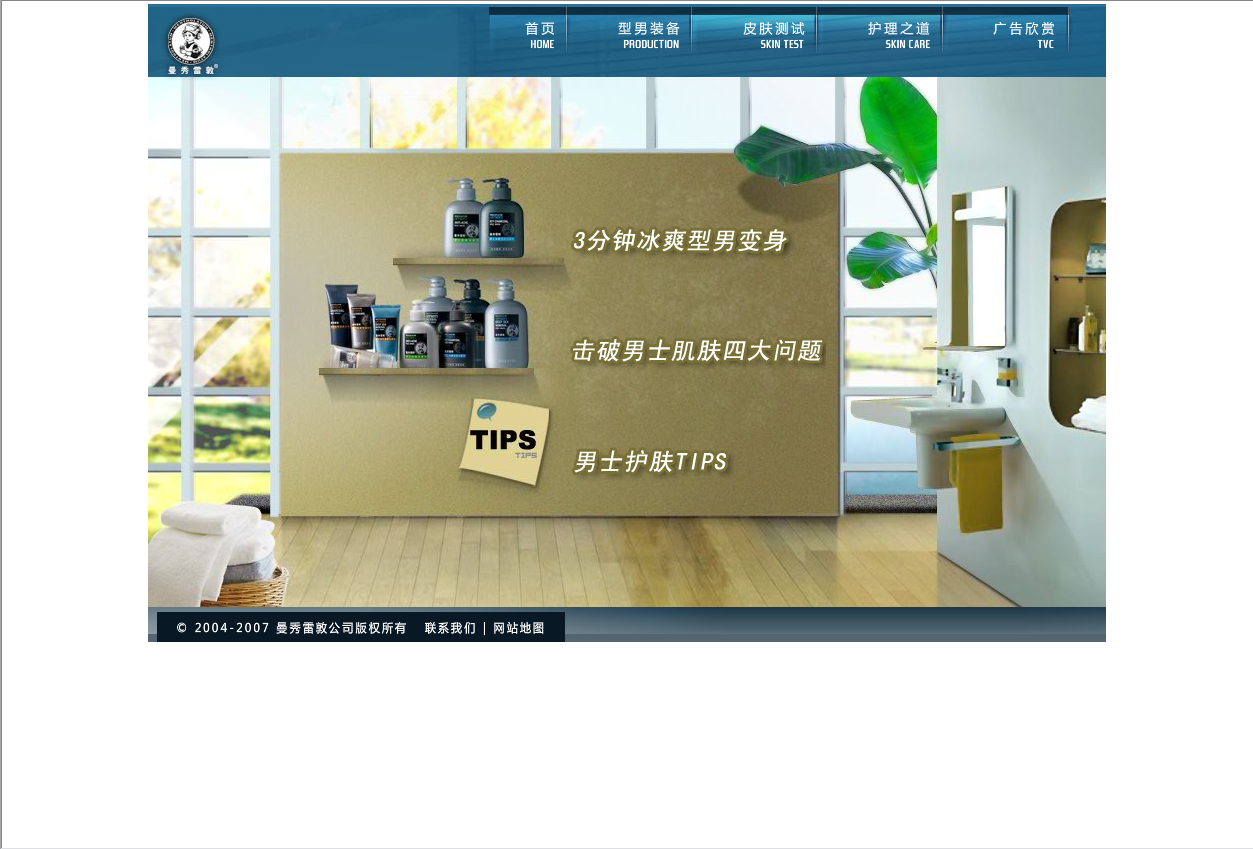 曼秀雷敦®
首页
HOME
型男装备
PRODUCTION
皮肤测试
SKIN TEST
护理之道
SKIN CARE
广告欣赏
TVC
3分钟冰爽型男变身
击破男士肌肤四大问题
TIPS
TIPS
男士护肤TIPS
© 2004-2007 曼秀雷敦公司版权所有 联系我们 | 网站地图